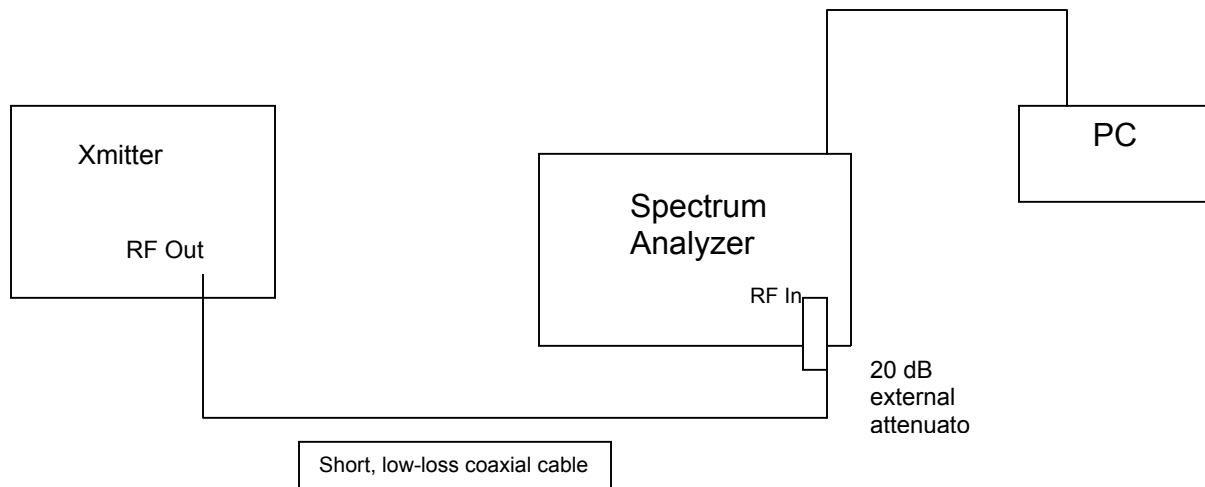 Xmitter
RF Out
Spectrum
Analyzer
RF In
PC
20 dB
external
attenuato
Short, low-loss coaxial cable